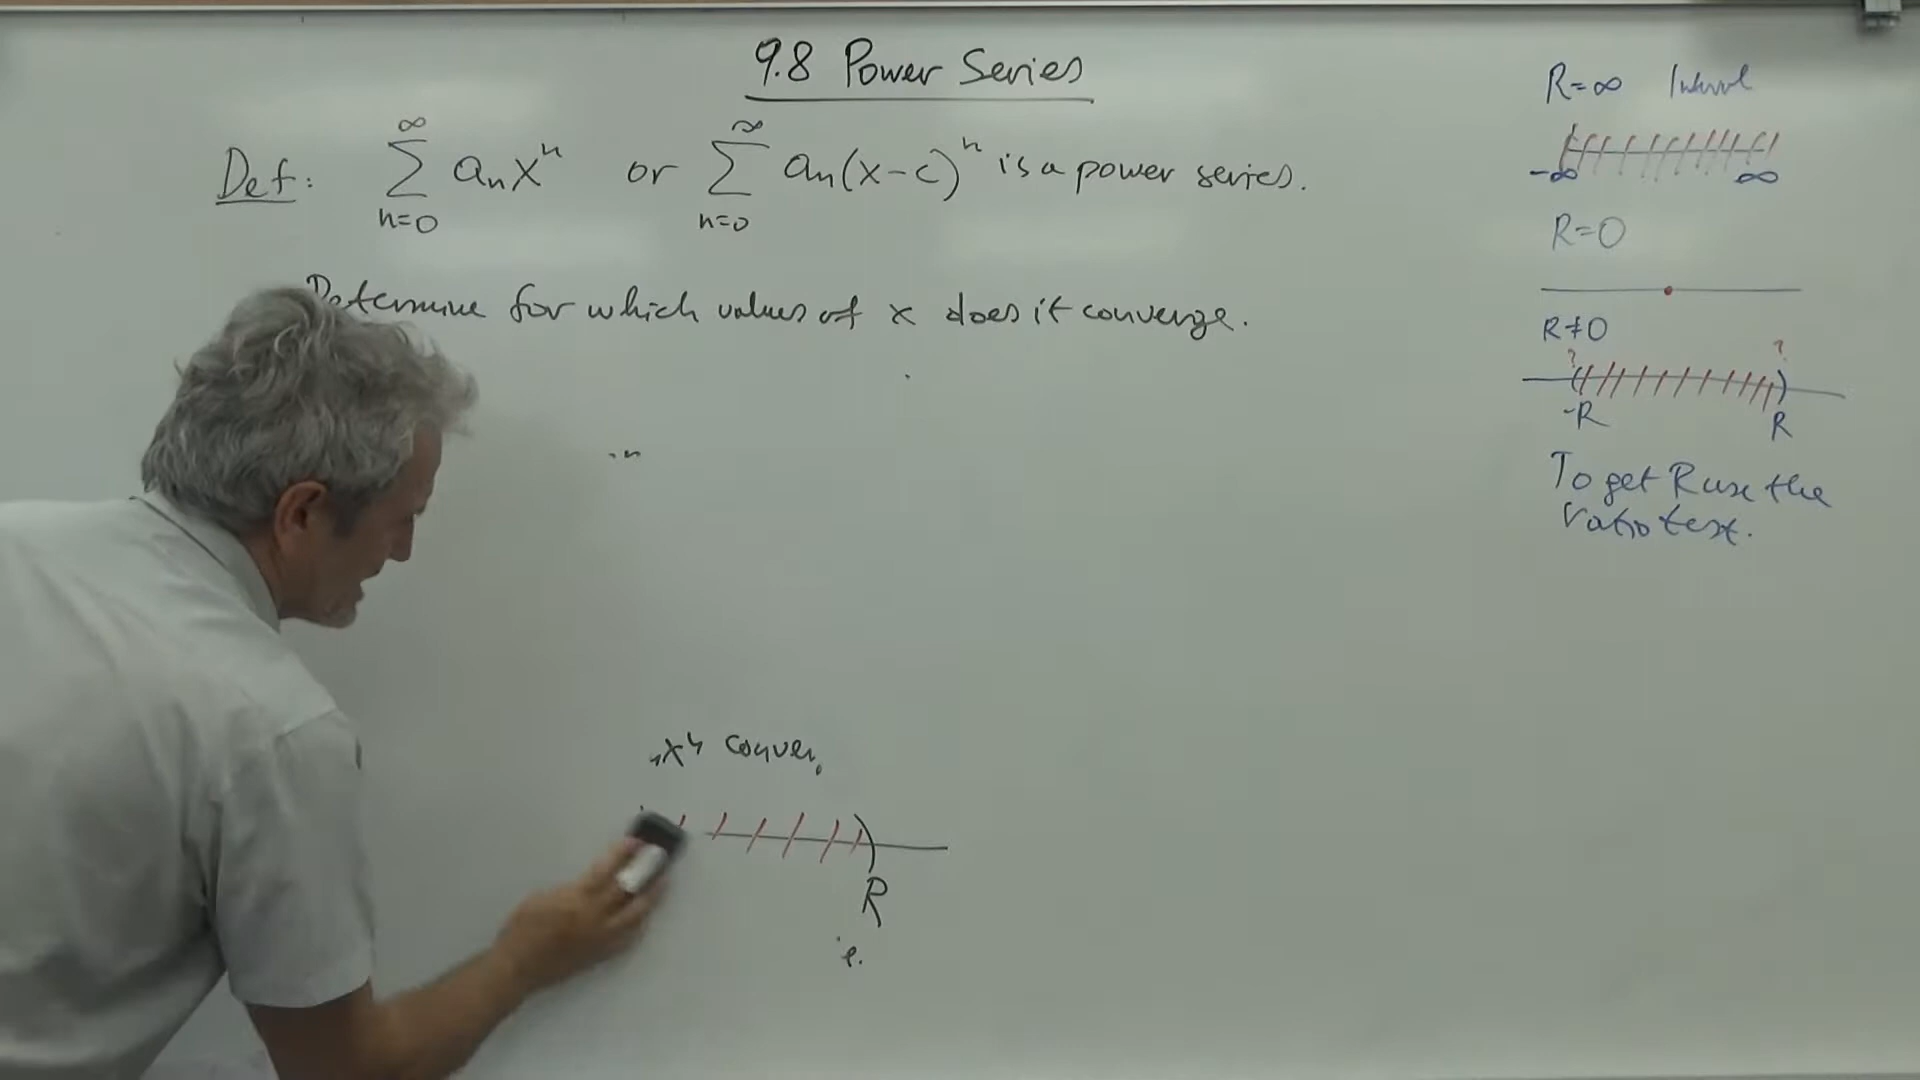 9.8 Power Series
Def: ∞ Σ n=0 aₙxⁿ or ∞ Σ n=0 aₙ(x-c)ⁿ is a power series.
Determine for which values of x does it converge.
xⁿ conver
R
e.
R=∞ Interval
-∞ ∞
R=0
R≠0
? ?
-R R
To get R use the
ratio test.